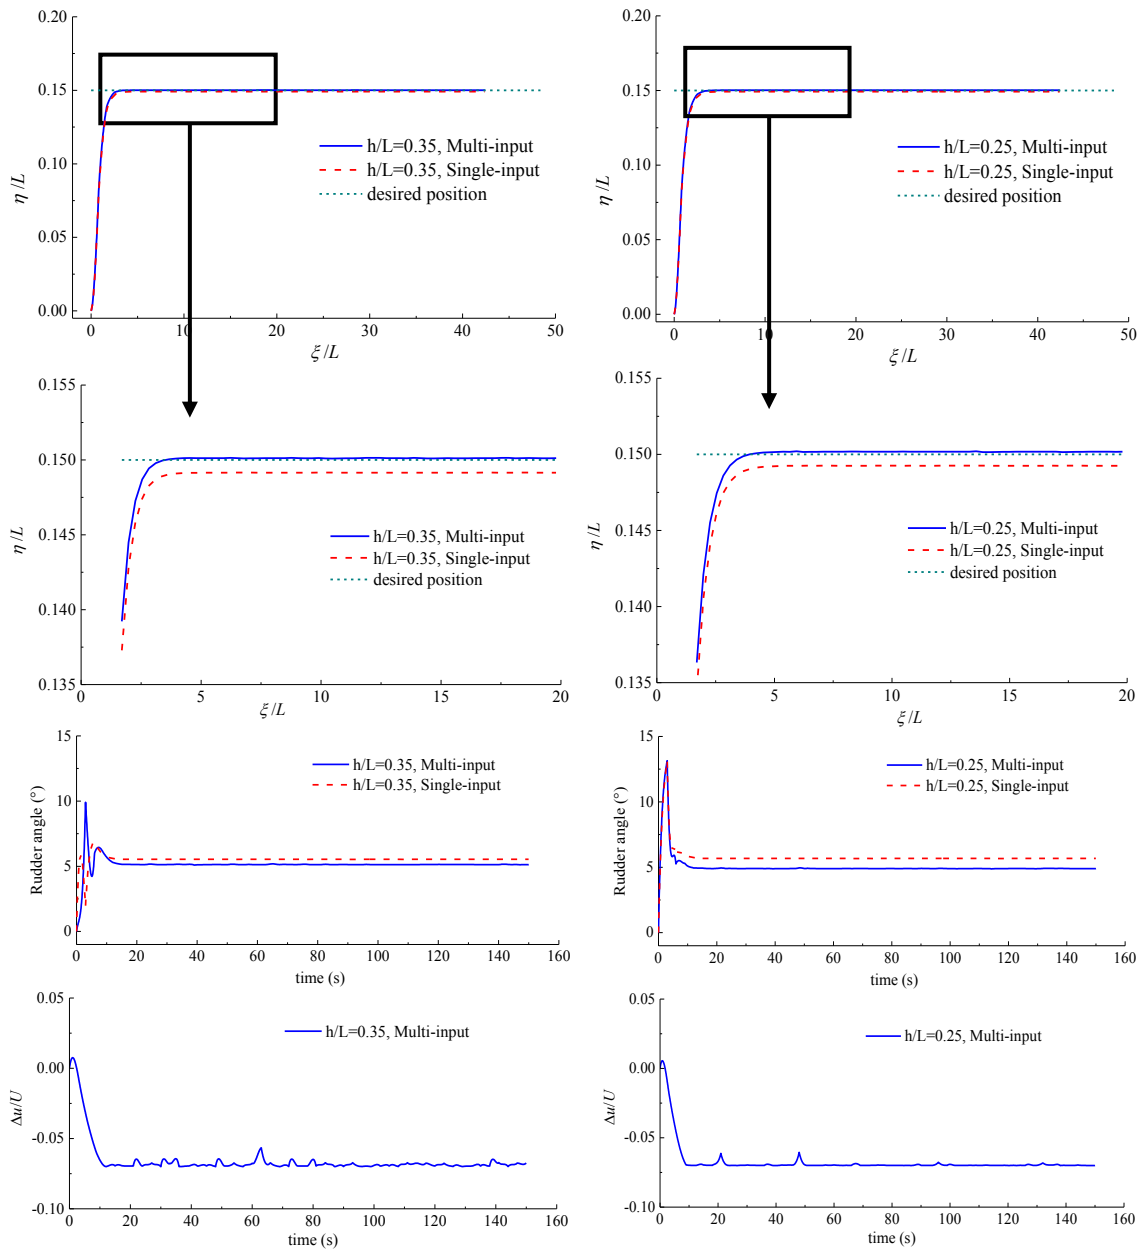 0.20
0.15
0.10
0.05
0.00
η /L
h/L=0.35, Multi-input
h/L=0.35, Single-input
desired position
0 10 20 30 40 50
ξ /L
0.20
0.15
0.10
0.05
0.00
η /L
h/L=0.25, Multi-input
h/L=0.25, Single-input
desired position
0 10 20 30 40 50
ξ /L
0.155
0.150
0.145
0.140
0.135
η /L
h/L=0.35, Multi-input
h/L=0.35, Single-input
desired position
0 5 10 15 20
ξ /L
0.155
0.150
0.145
0.140
0.135
η /L
h/L=0.25, Multi-input
h/L=0.25, Single-input
desired position
0 5 10 15 20
ξ /L
15
10
5
0
Rudder angle (°)
h/L=0.35, Multi-input
h/L=0.35, Single-input
0 20 40 60 80 100 120 140 160
time (s)
15
10
5
0
Rudder angle (°)
h/L=0.25, Multi-input
h/L=0.25, Single-input
0 20 40 60 80 100 120 140 160
time (s)
0.05
0.00
-0.05
-0.10
Δu/U
h/L=0.35, Multi-input
0 20 40 60 80 100 120 140 160
time (s)
0.05
0.00
-0.05
-0.10
Δu/U
h/L=0.25, Multi-input
0 20 40 60 80 100 120 140 160
time (s)